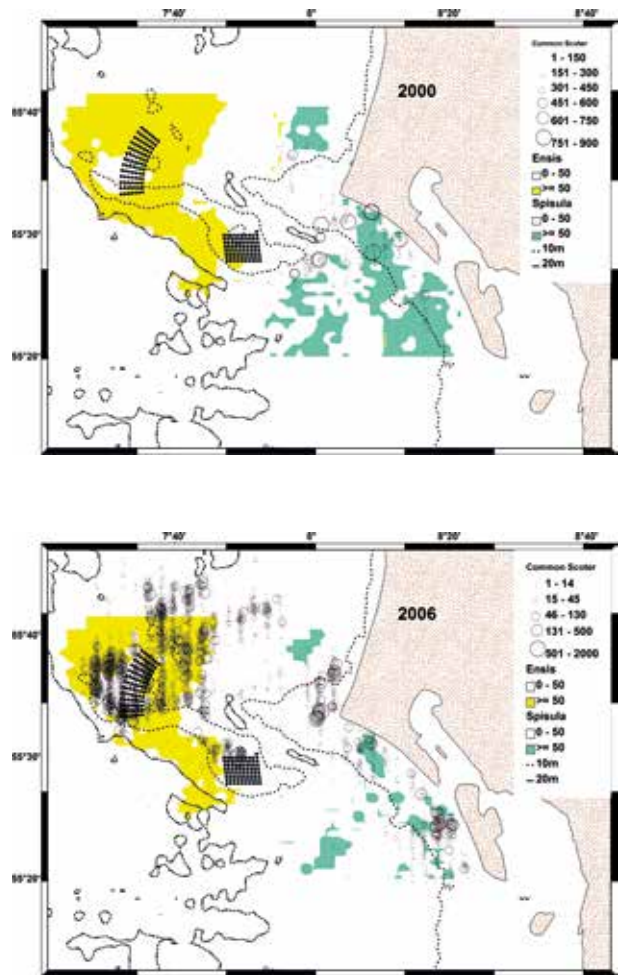 7°40'
8°
8°20'
8°40'
2000
Common Scoter
1 - 150
151 - 300
301 - 450
451 - 600
601 - 750
751 - 900
Ensis
0 - 50
>= 50
Spisula
0 - 50
>= 50
10m
20m
55°40'
55°30'
55°20'
7°40'
8°
8°20'
8°40'
2006
Common Scoter
1 - 14
15 - 45
46 - 130
131 - 500
501 - 2000
Ensis
0 - 50
>= 50
Spisula
0 - 50
>= 50
10m
20m
55°40'
55°30'
55°20'